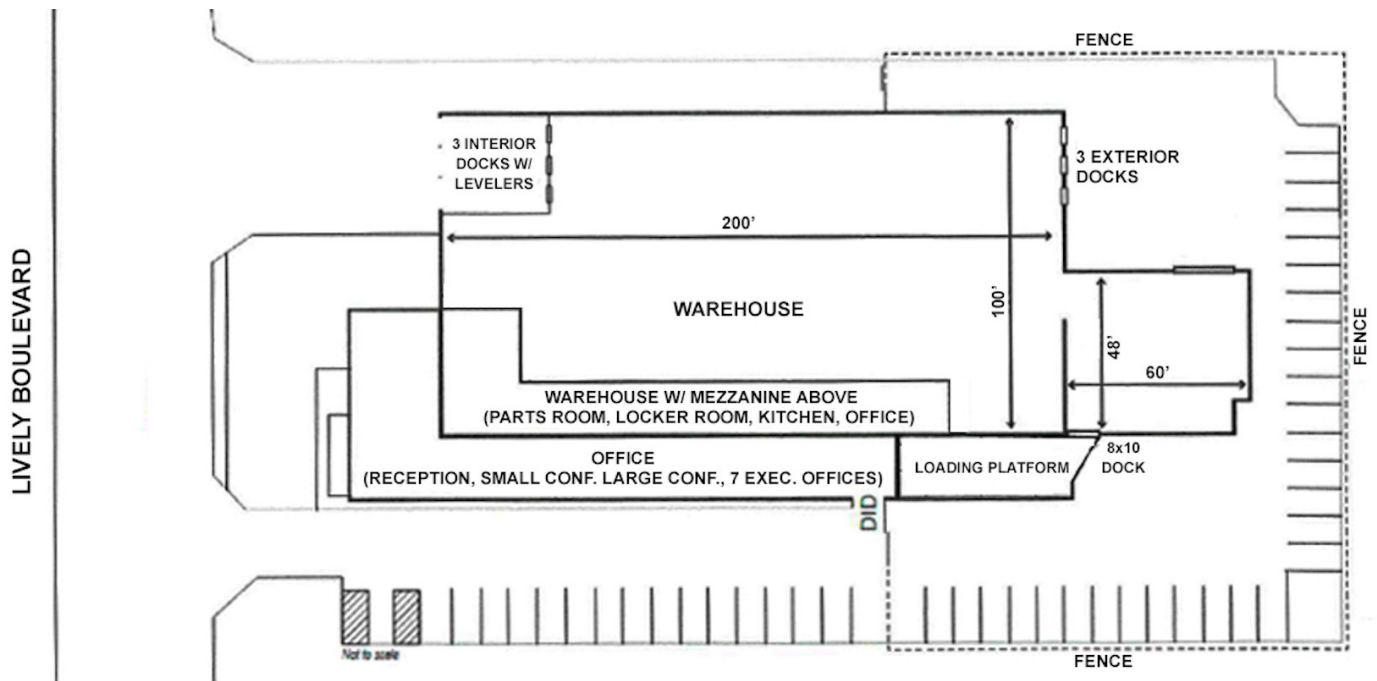 FENCE
3 INTERIOR
DOCKS W/
LEVELERS
3 EXTERIOR
DOCKS
200’
LIVELY BOULEVARD
WAREHOUSE
100’
48’
60’
FENCE
WAREHOUSE W/ MEZZANINE ABOVE
(PARTS ROOM, LOCKER ROOM, KITCHEN, OFFICE)
OFFICE
(RECEPTION, SMALL CONF. LARGE CONF., 7 EXEC. OFFICES)
LOADING PLATFORM
8x10
DOCK
DID
Not to scale
FENCE